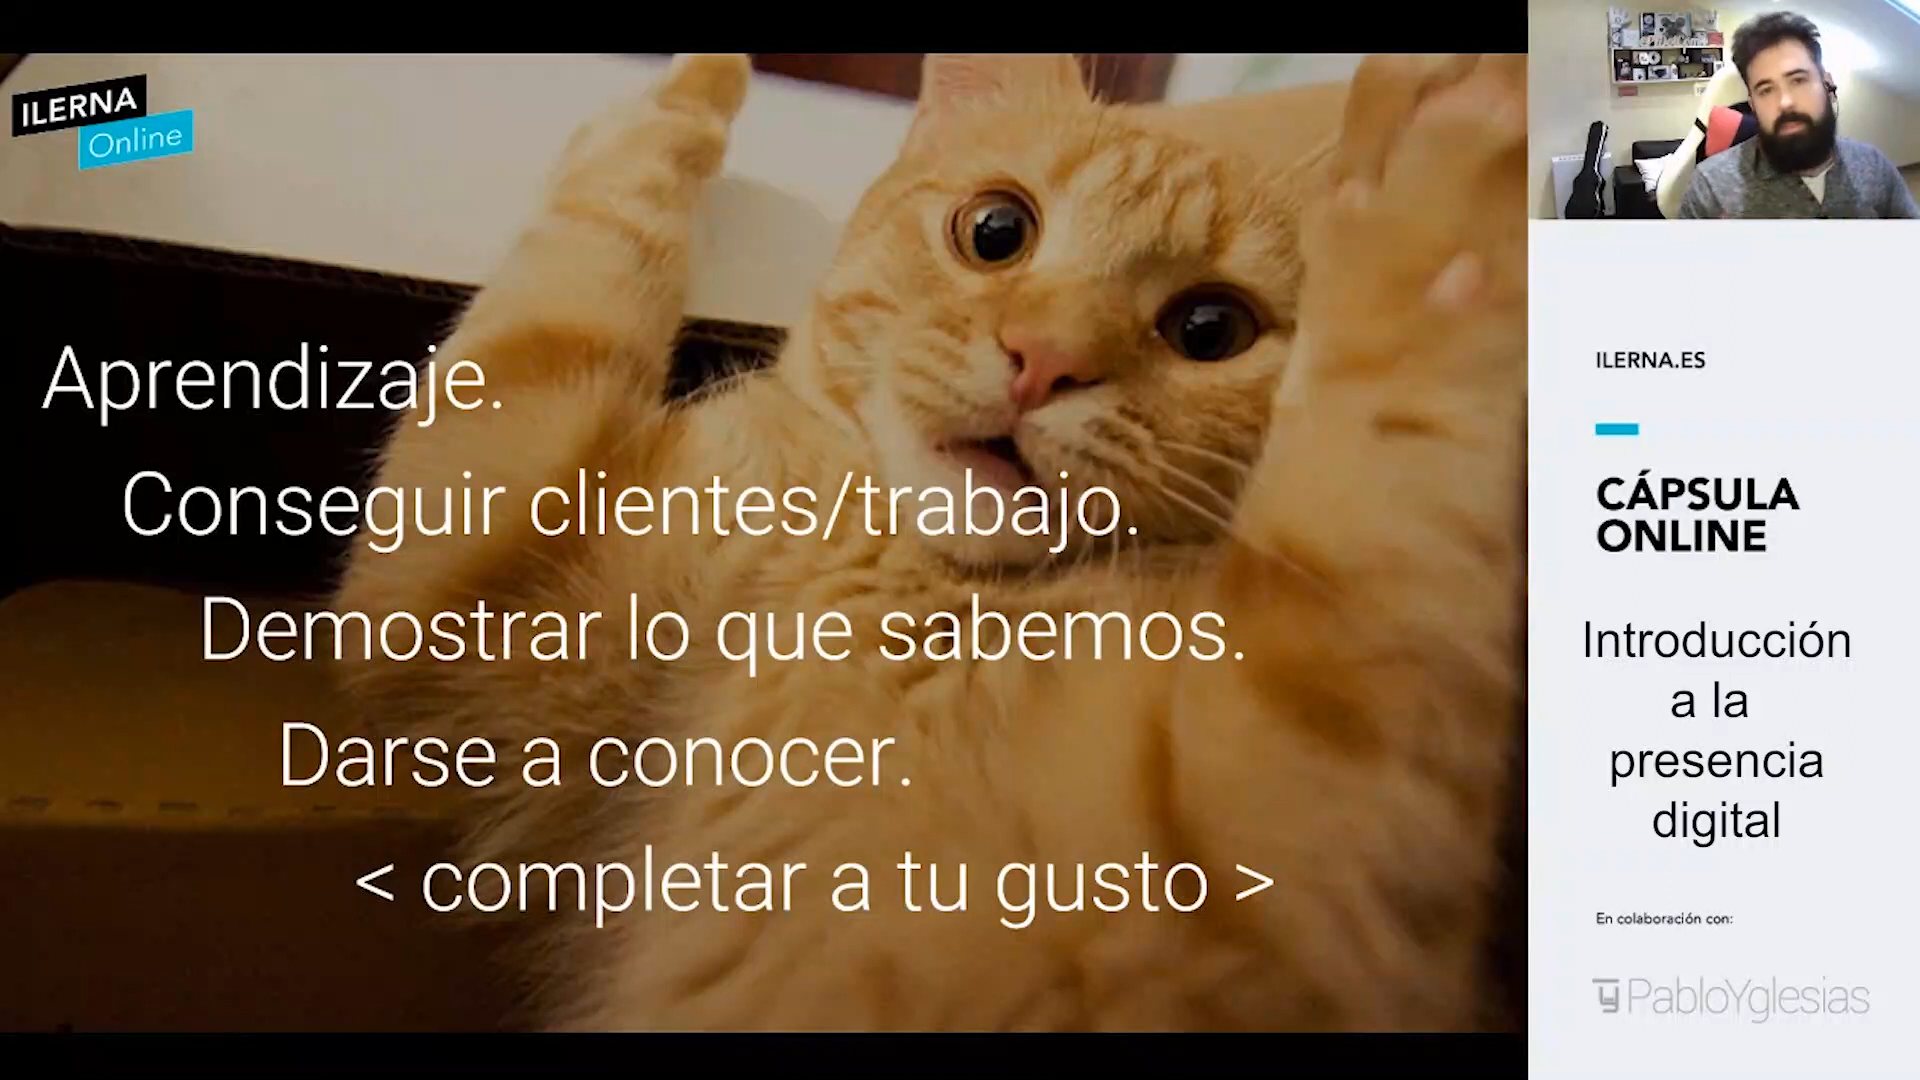 ILERNA
Online
Aprendizaje.
Conseguir clientes/trabajo.
Demostrar lo que sabemos.
Darse a conocer.
< completar a tu gusto >
ILERNA.ES
CÁPSULA
ONLINE
Introducción
a la
presencia
digital
En colaboración con:
PabloYglesias